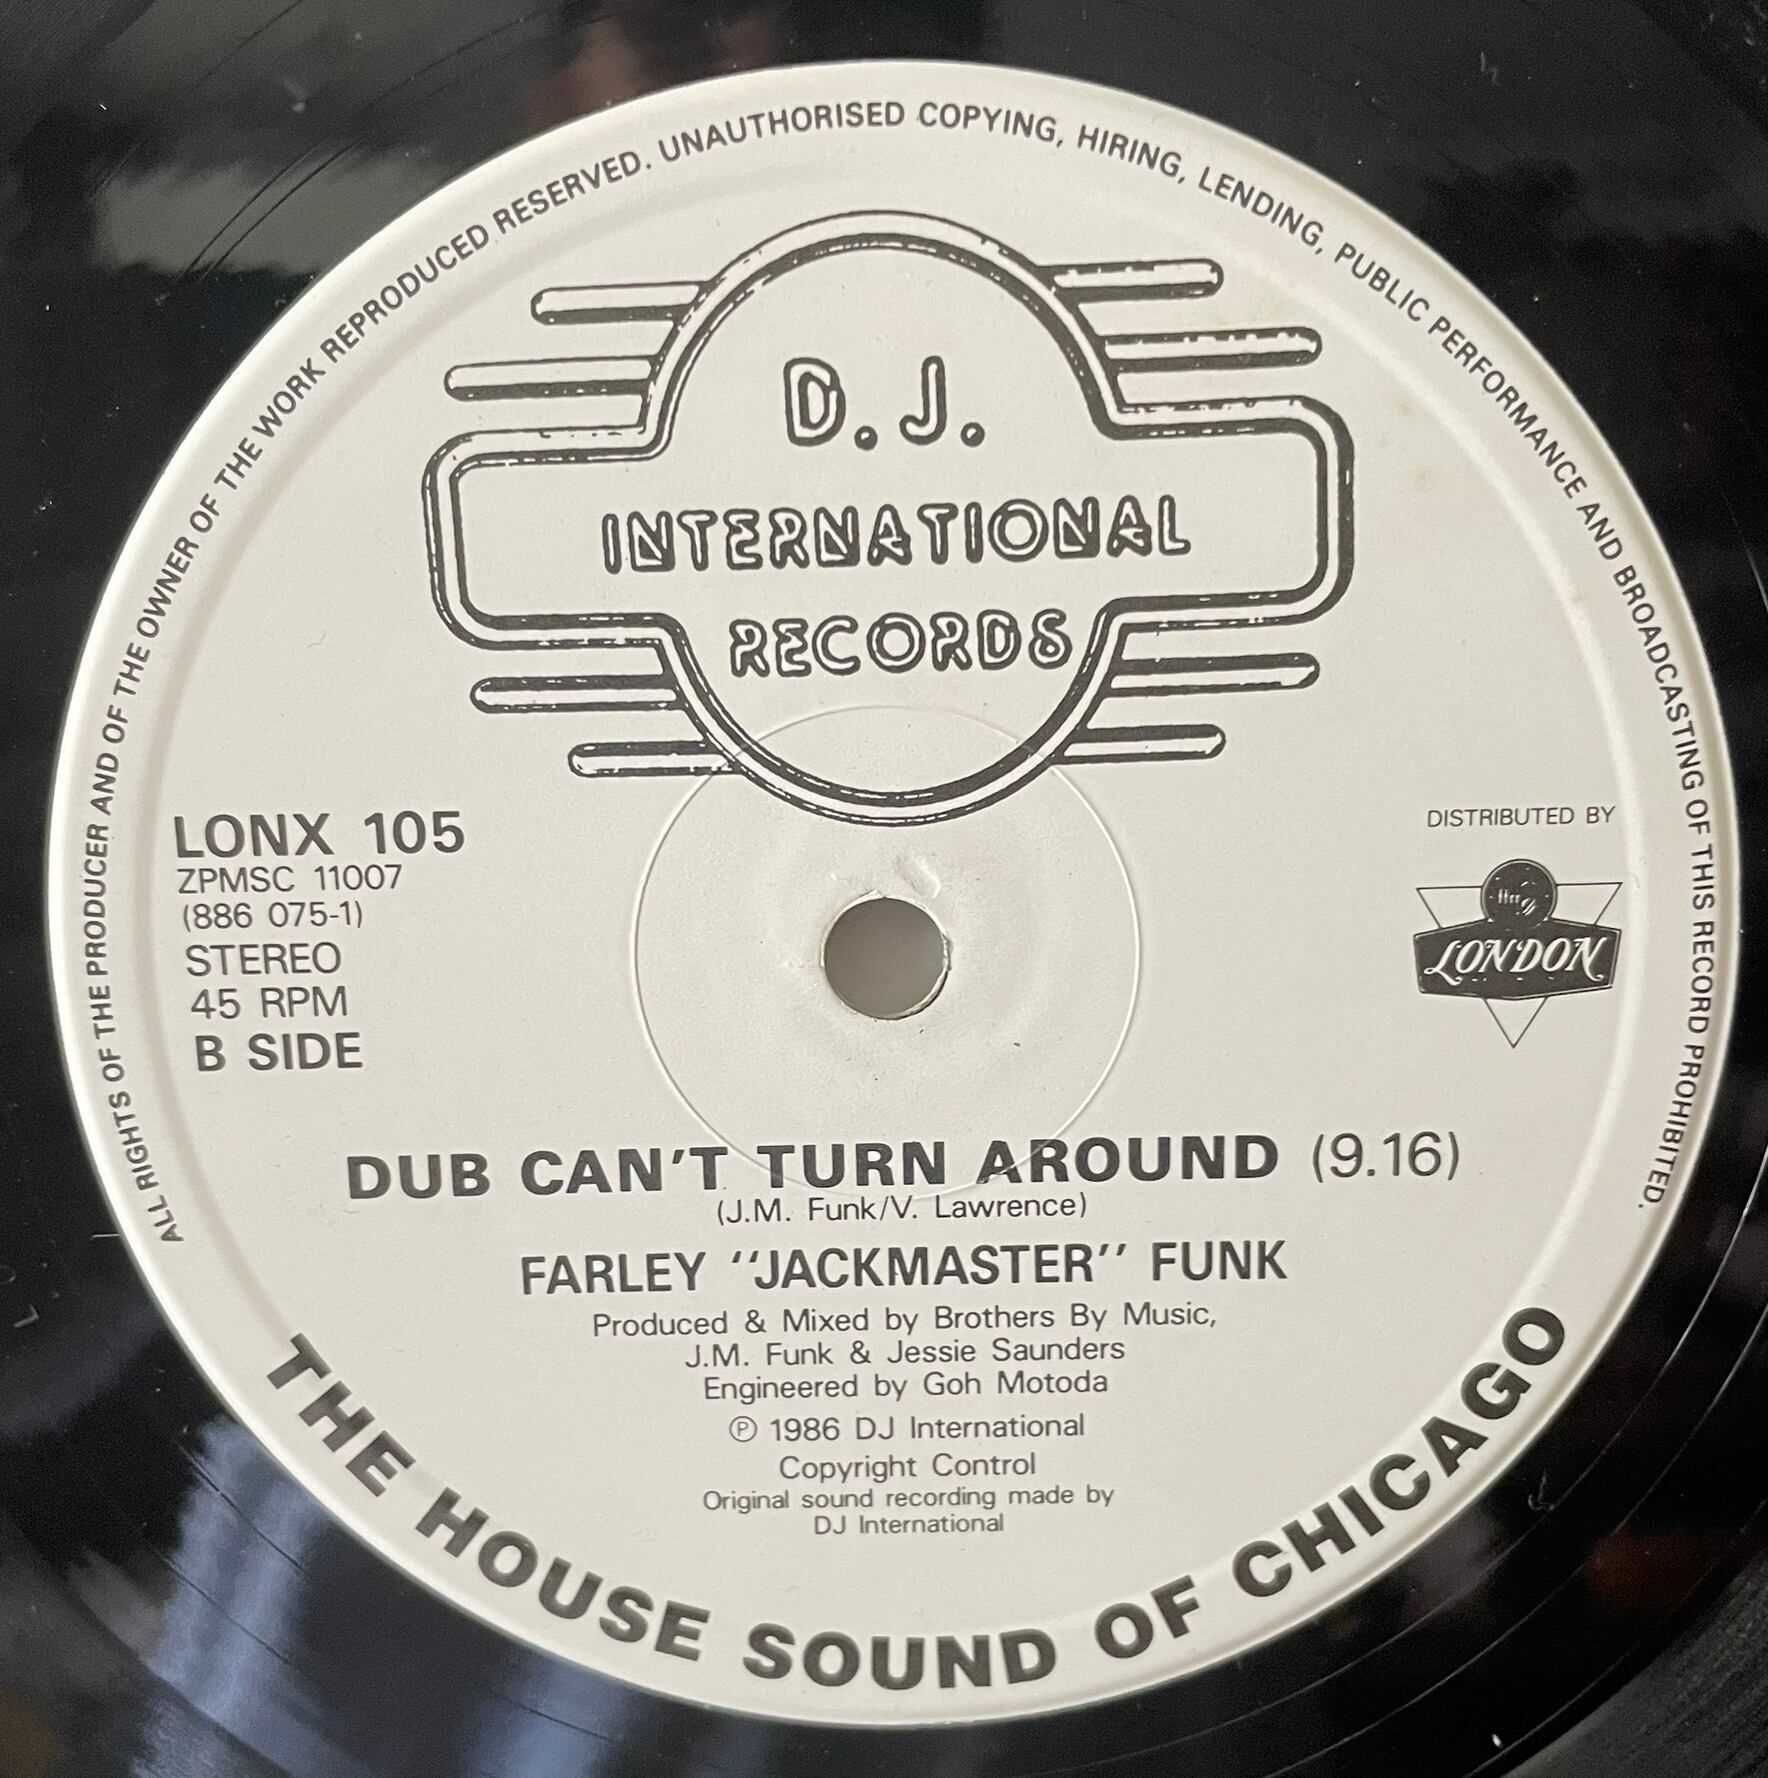 ALL RIGHTS OF THE PRODUCER AND OF THE OWNER OF THE WORK REPRODUCED RESERVED. UNAUTHORISED COPYING, HIRING, LENDING, PUBLIC PERFORMANCE AND BROADCASTING OF THIS RECORD PROHIBITED.
D.J.
INTERNATIONAL
RECORDS
LONX 105
ZPMSC 11007
(886 075-1)
STEREO
45 RPM
B SIDE
DISTRIBUTED BY
LONDON
DUB CAN'T TURN AROUND (9.16)
(J.M. Funk/V. Lawrence)
FARLEY "JACKMASTER" FUNK
Produced & Mixed by Brothers By Music,
J.M. Funk & Jessie Saunders
Engineered by Goh Motoda
℗ 1986 DJ International
Copyright Control
Original sound recording made by
DJ International
THE HOUSE SOUND OF CHICAGO